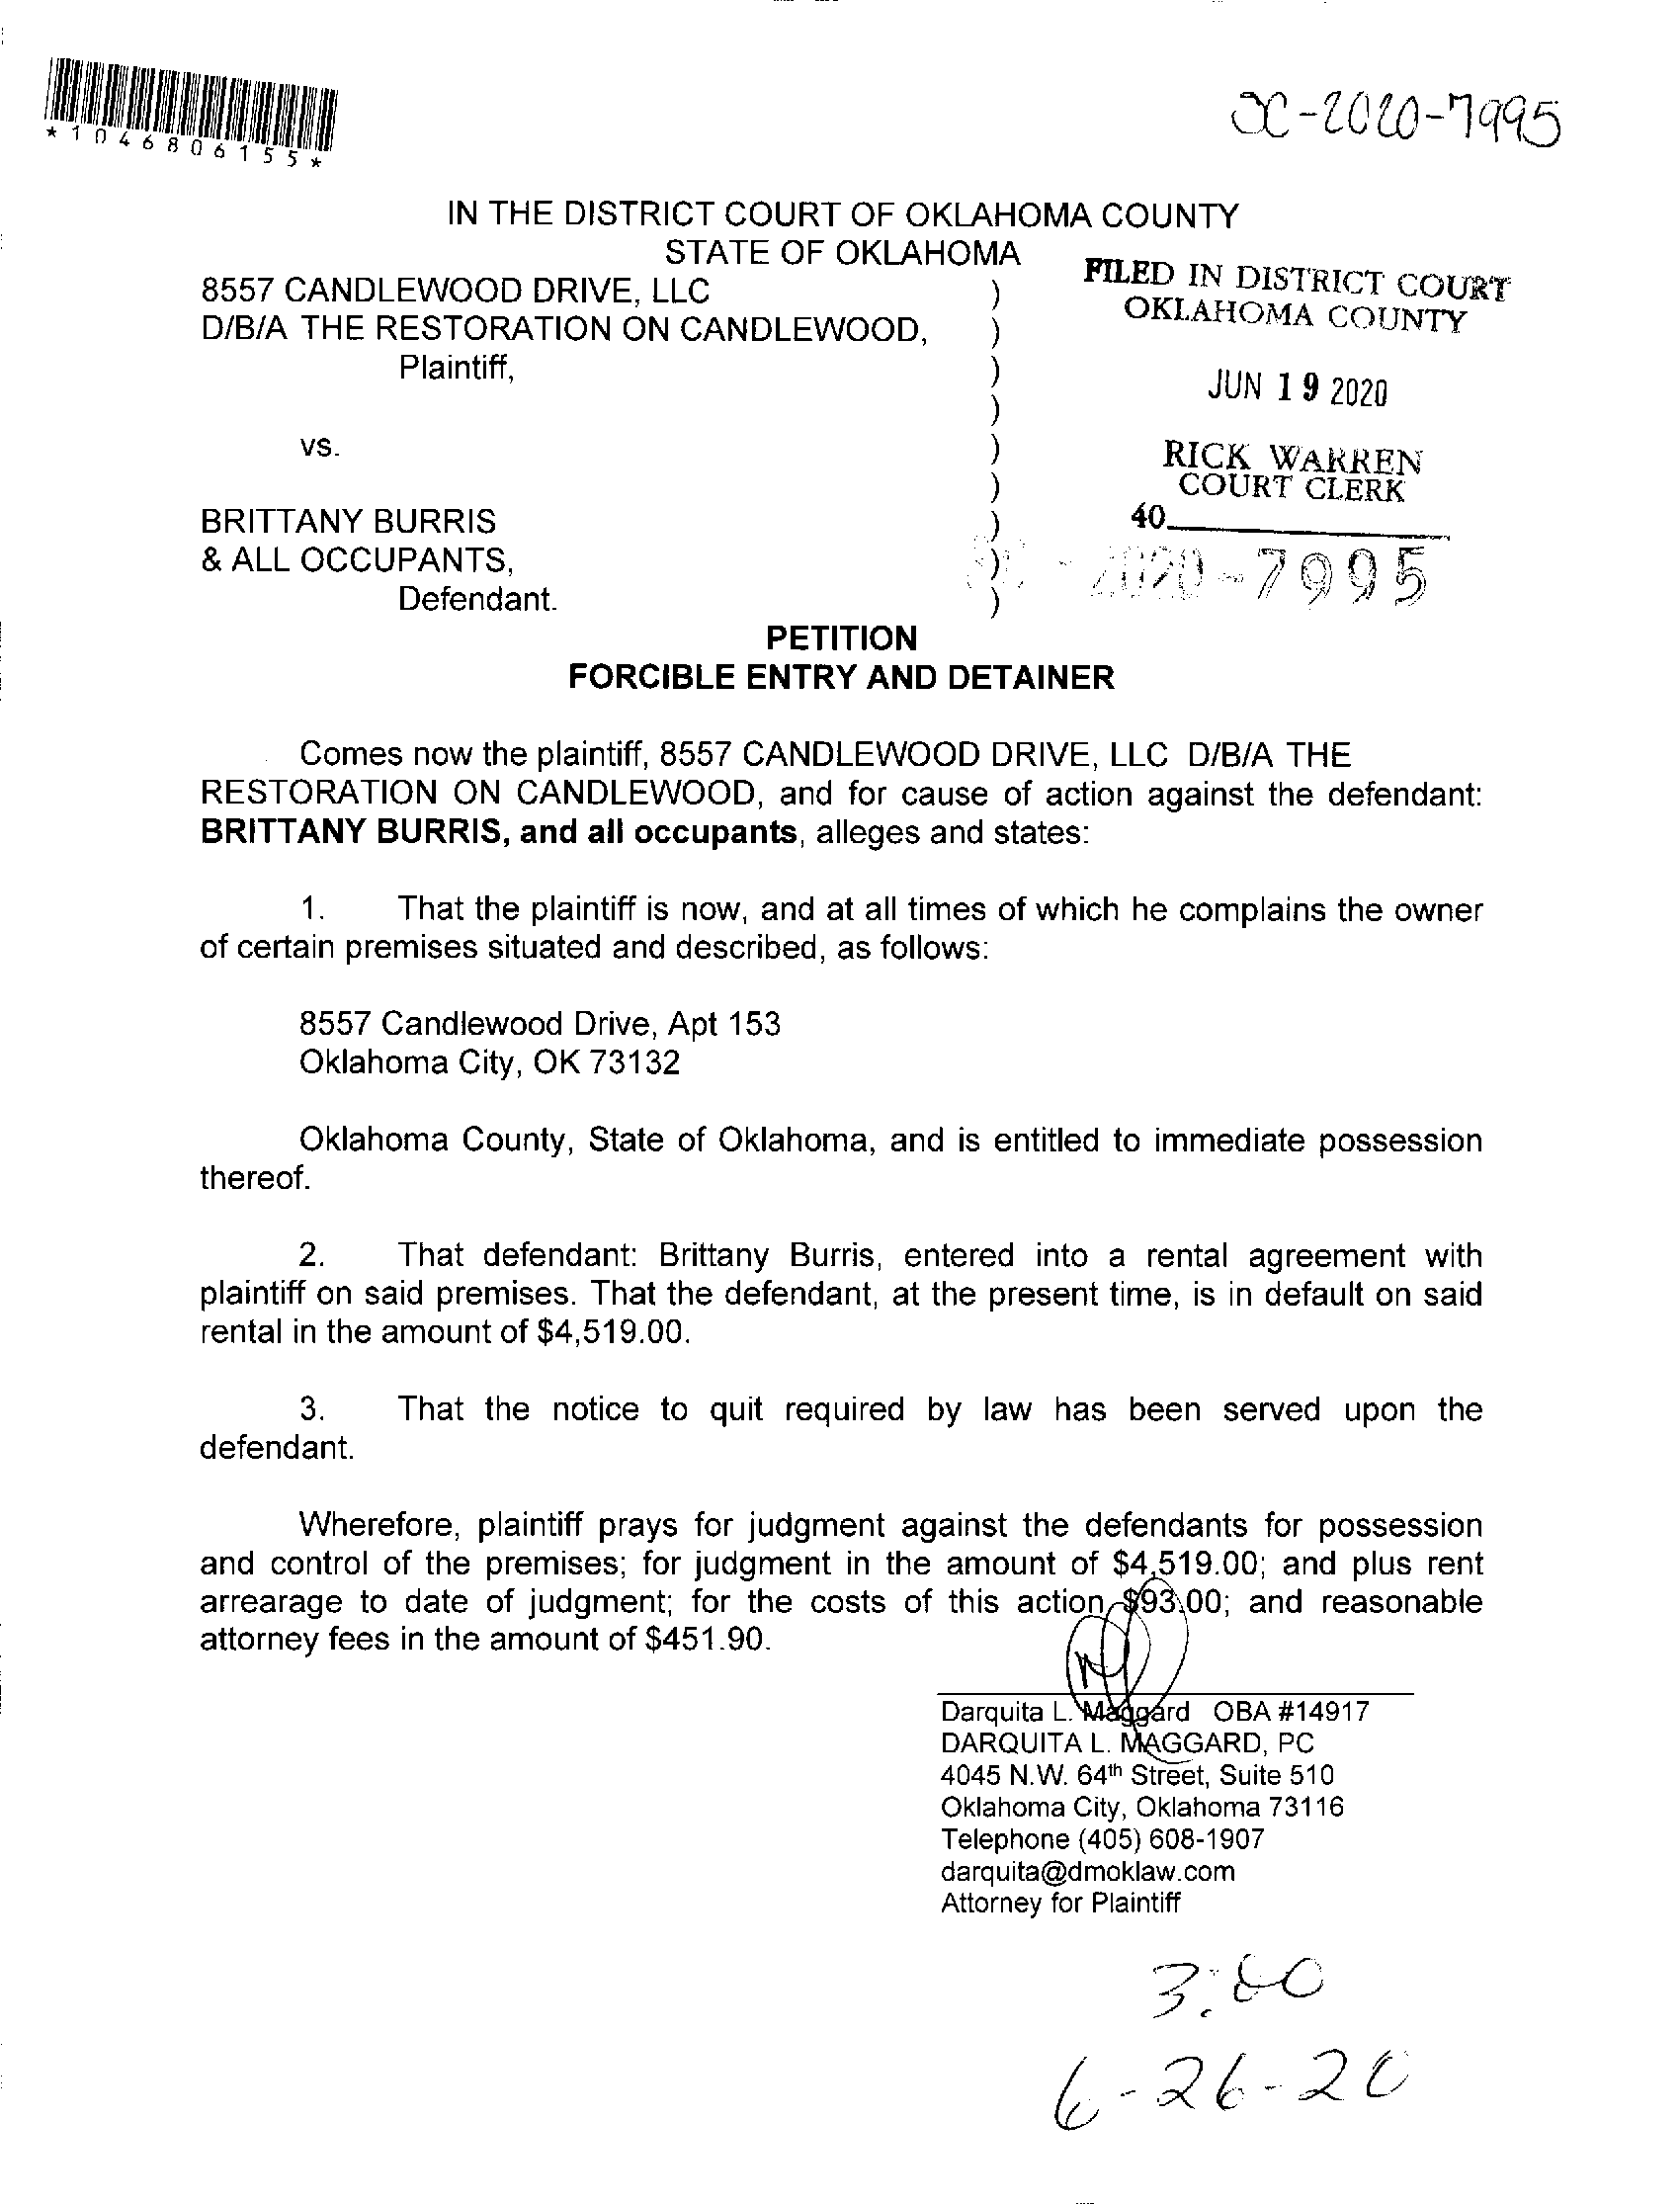 *1046806155*
SC-2020-7995
IN THE DISTRICT COURT OF OKLAHOMA COUNTY
STATE OF OKLAHOMA
8557 CANDLEWOOD DRIVE, LLC )
D/B/A THE RESTORATION ON CANDLEWOOD, )
Plaintiff, )
)
vs. )
)
BRITTANY BURRIS )
& ALL OCCUPANTS, )
Defendant. )
FILED IN DISTRICT COURT
OKLAHOMA COUNTY
JUN 19 2020
RICK WARREN
COURT CLERK
40
SC - 2020 - 7995
PETITION
FORCIBLE ENTRY AND DETAINER
Comes now the plaintiff, 8557 CANDLEWOOD DRIVE, LLC D/B/A THE
RESTORATION ON CANDLEWOOD, and for cause of action against the defendant:
BRITTANY BURRIS, and all occupants, alleges and states:
1. That the plaintiff is now, and at all times of which he complains the owner
of certain premises situated and described, as follows:
8557 Candlewood Drive, Apt 153
Oklahoma City, OK 73132
Oklahoma County, State of Oklahoma, and is entitled to immediate possession
thereof.
2. That defendant: Brittany Burris, entered into a rental agreement with
plaintiff on said premises. That the defendant, at the present time, is in default on said
rental in the amount of $4,519.00.
3. That the notice to quit required by law has been served upon the
defendant.
Wherefore, plaintiff prays for judgment against the defendants for possession
and control of the premises; for judgment in the amount of $4,519.00; and plus rent
arrearage to date of judgment; for the costs of this action, $93.00; and reasonable
attorney fees in the amount of $451.90.
Darquita L. Maggard OBA #14917
DARQUITA L. MAGGARD, PC
4045 N.W. 64th Street, Suite 510
Oklahoma City, Oklahoma 73116
Telephone (405) 608-1907
darquita@dmoklaw.com
Attorney for Plaintiff
3:00
6-26-20